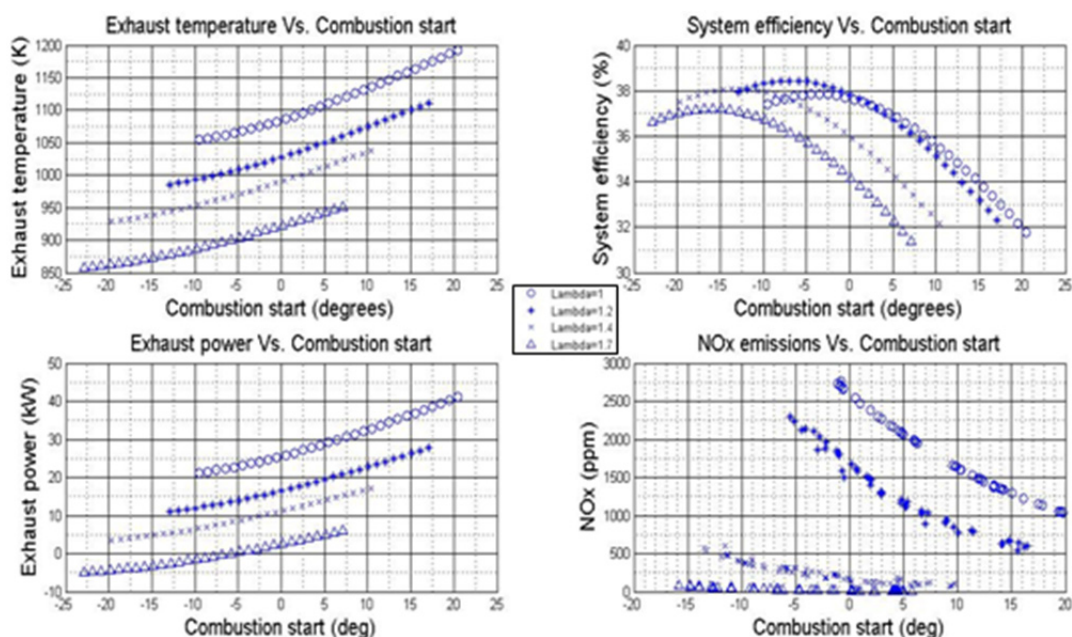 Exhaust temperature Vs. Combustion start
System efficiency Vs. Combustion start
Exhaust temperature (K)
1200
1150
1100
1050
1000
950
900
850
-25 -20 -15 -10 -5 0 5 10 15 20 25
Combustion start (degrees)
System efficiency (%)
40
38
36
34
32
30
-25 -20 -15 -10 -5 0 5 10 15 20 25
Combustion start (degrees)
Lambda=1
Lambda=1.2
Lambda=1.4
Lambda=1.7
Exhaust power Vs. Combustion start
NOx emissions Vs. Combustion start
Exhaust power (kW)
50
40
30
20
10
0
-10
-25 -20 -15 -10 -5 0 5 10 15 20 25
Combustion start (deg)
NOx (ppm)
3000
2500
2000
1500
1000
500
0
-20 -15 -10 -5 0 5 10 15 20
Combustion start (deg)